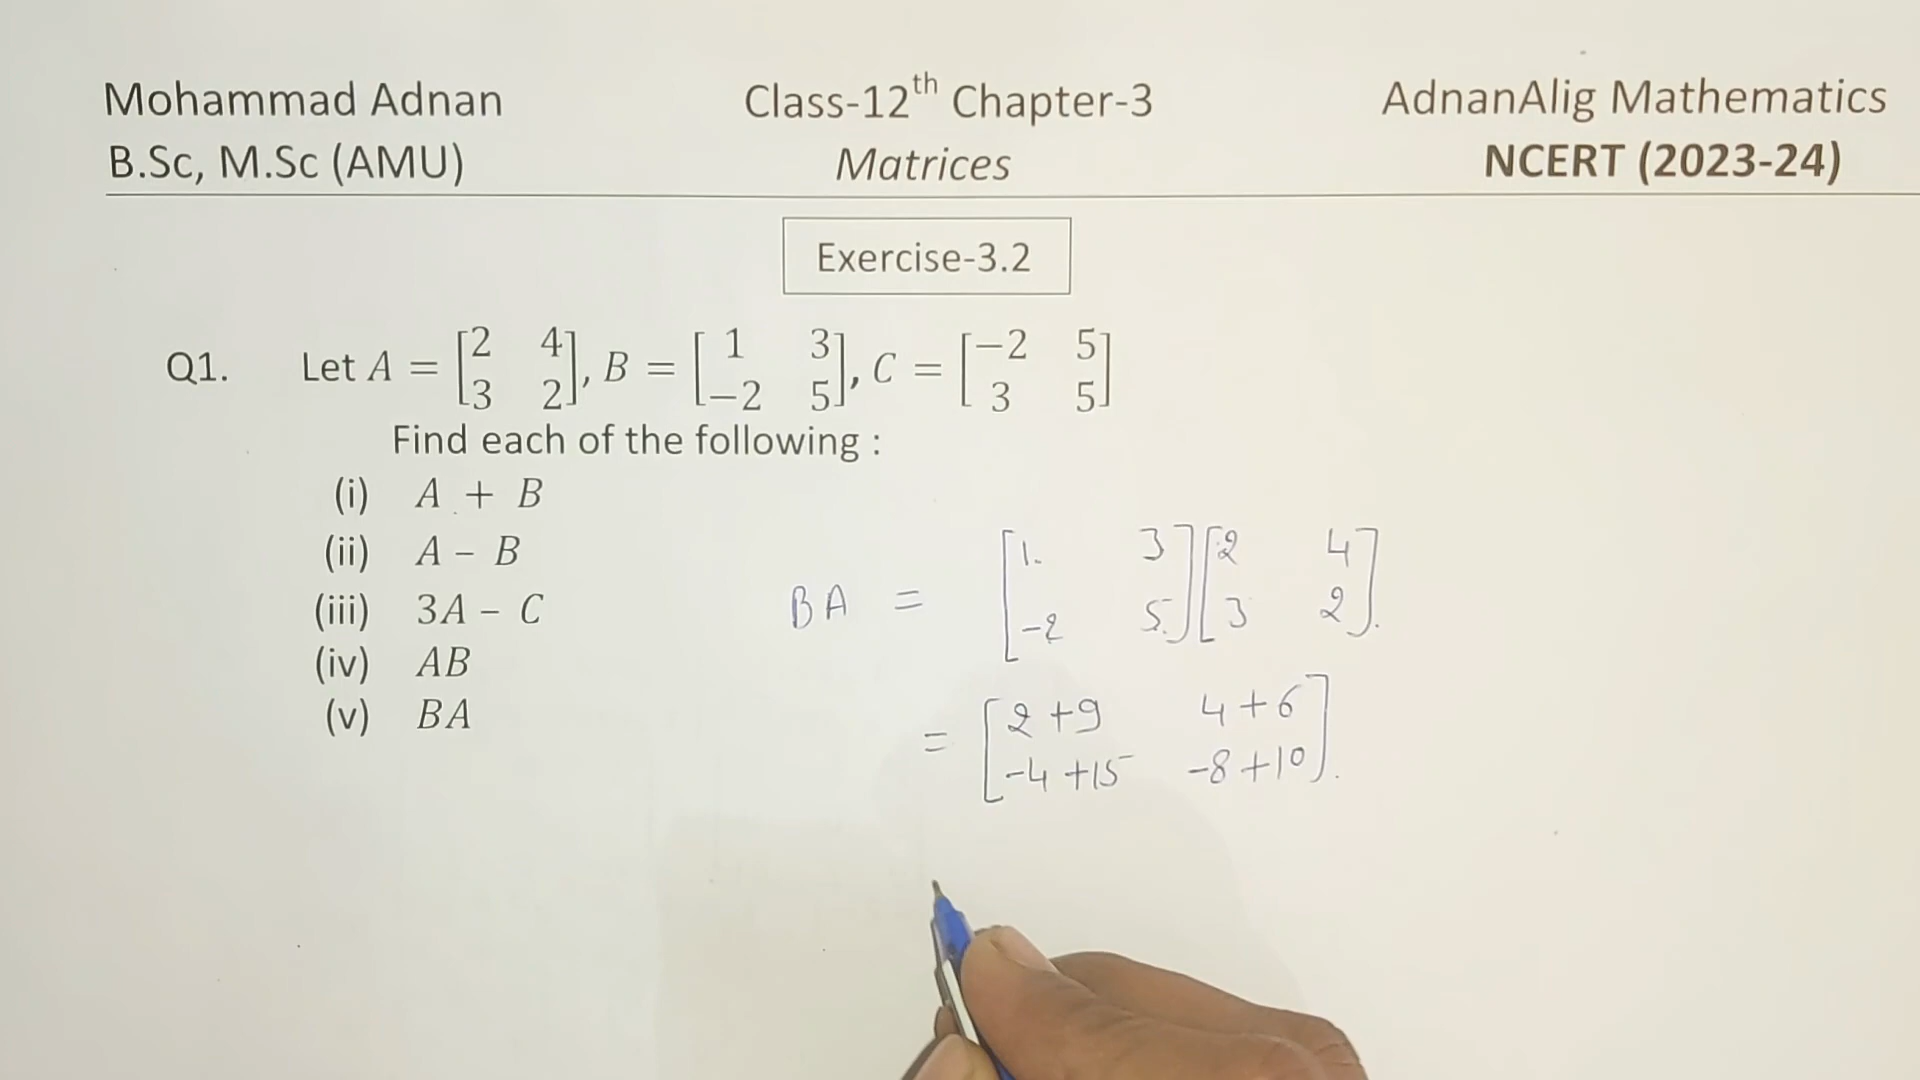 Mohammad Adnan
B.Sc, M.Sc (AMU)
Class-12th Chapter-3
Matrices
AdnanAlig Mathematics
NCERT (2023-24)
Exercise-3.2
Q1. Let A = [2 4; 3 2], B = [1 3; −2 5], C = [−2 5; 3 5]
Find each of the following :
(i) A + B
(ii) A – B
(iii) 3A – C
(iv) AB
(v) BA
BA = [1 3; -2 5] [2 4; 3 2]
= [2+9 4+6; -4+15 -8+10]